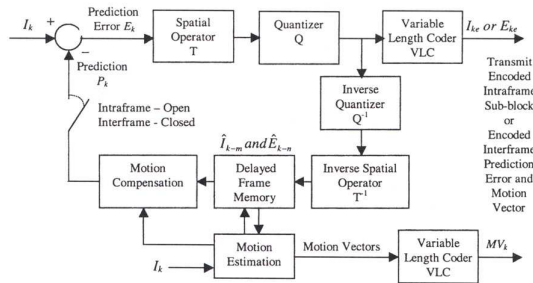 I_k
+
−
Prediction
Error E_k
Spatial
Operator
T
Quantizer
Q
Variable
Length Coder
VLC
I_ke or E_ke
Prediction
P_k
Intraframe – Open
Interframe - Closed
Inverse
Quantizer
Q⁻¹
Transmit
Encoded
Intraframe
Sub-block
or
Encoded
Interframe
Prediction
Error and
Motion
Vector
Î_k-m and Ê_k-n
Motion
Compensation
Delayed
Frame
Memory
Inverse Spatial
Operator
T⁻¹
I_k
Motion
Estimation
Motion Vectors
Variable
Length Coder
VLC
MV_k